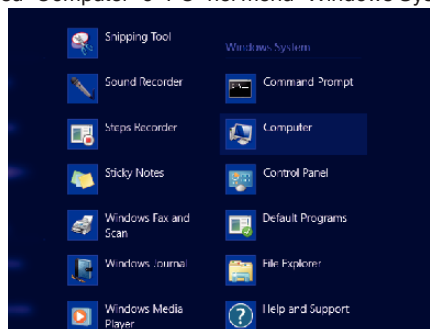 Snipping Tool
Sound Recorder
Steps Recorder
Sticky Notes
Windows Fax and
Scan
Windows Journal
Windows Media
Player
Windows System
Command Prompt
Computer
Control Panel
Default Programs
File Explorer
Help and Support